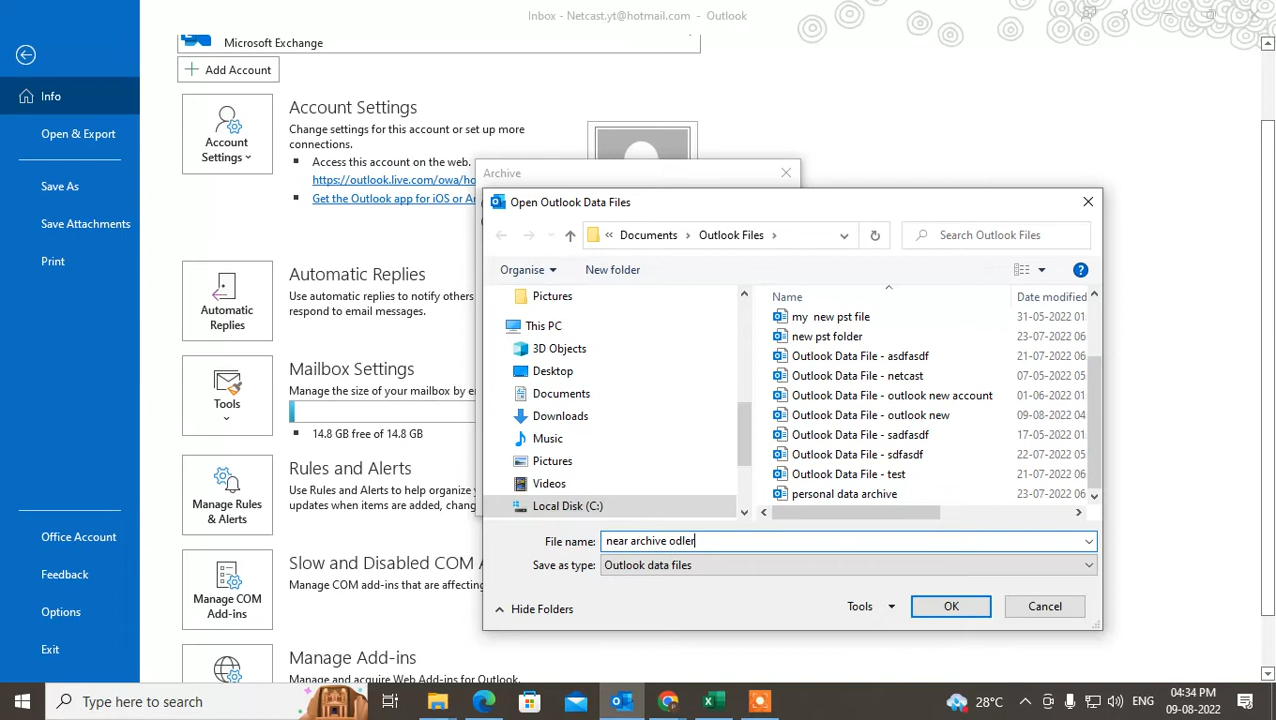 Inbox - Netcast.yt@hotmail.com - Outlook
Microsoft Exchange
Add Account
Info
Open & Export
Save As
Save Attachments
Print
Office Account
Feedback
Options
Exit
Account Settings
Account Settings
Change settings for this account or set up more connections.
Access this account on the web.
https://outlook.live.com/owa/ho
Get the Outlook app for iOS or An
Automatic Replies
Automatic Replies
Use automatic replies to notify others
respond to email messages.
Tools
Mailbox Settings
Manage the size of your mailbox by e
14.8 GB free of 14.8 GB
Manage Rules & Alerts
Rules and Alerts
Use Rules and Alerts to help organize y
updates when items are added, chang
Manage COM Add-ins
Slow and Disabled COM A
Manage COM add-ins that are affecting
Manage Add-ins
Manage and acquire Web Add-ins for Outlook.
Archive
Open Outlook Data Files
« Documents > Outlook Files >
Search Outlook Files
Organise
New folder
Pictures
This PC
3D Objects
Desktop
Documents
Downloads
Music
Pictures
Videos
Local Disk (C:)
Name
Date modified
my  new pst file 31-05-2022 01:
new pst folder 23-07-2022 06
Outlook Data File - asdfasdf 21-07-2022 06
Outlook Data File - netcast 07-05-2022 06
Outlook Data File - outlook new account 01-06-2022 06
Outlook Data File - outlook new 09-08-2022 04
Outlook Data File - sadfasdf 17-05-2022 01:
Outlook Data File - sdfasdf 22-07-2022 06
Outlook Data File - test 21-07-2022 06
personal data archive 23-07-2022 06
File name: near archive odler
Save as type: Outlook data files
Hide Folders
Tools
OK
Cancel
Type here to search
28°C
ENG
04:34 PM
09-08-2022